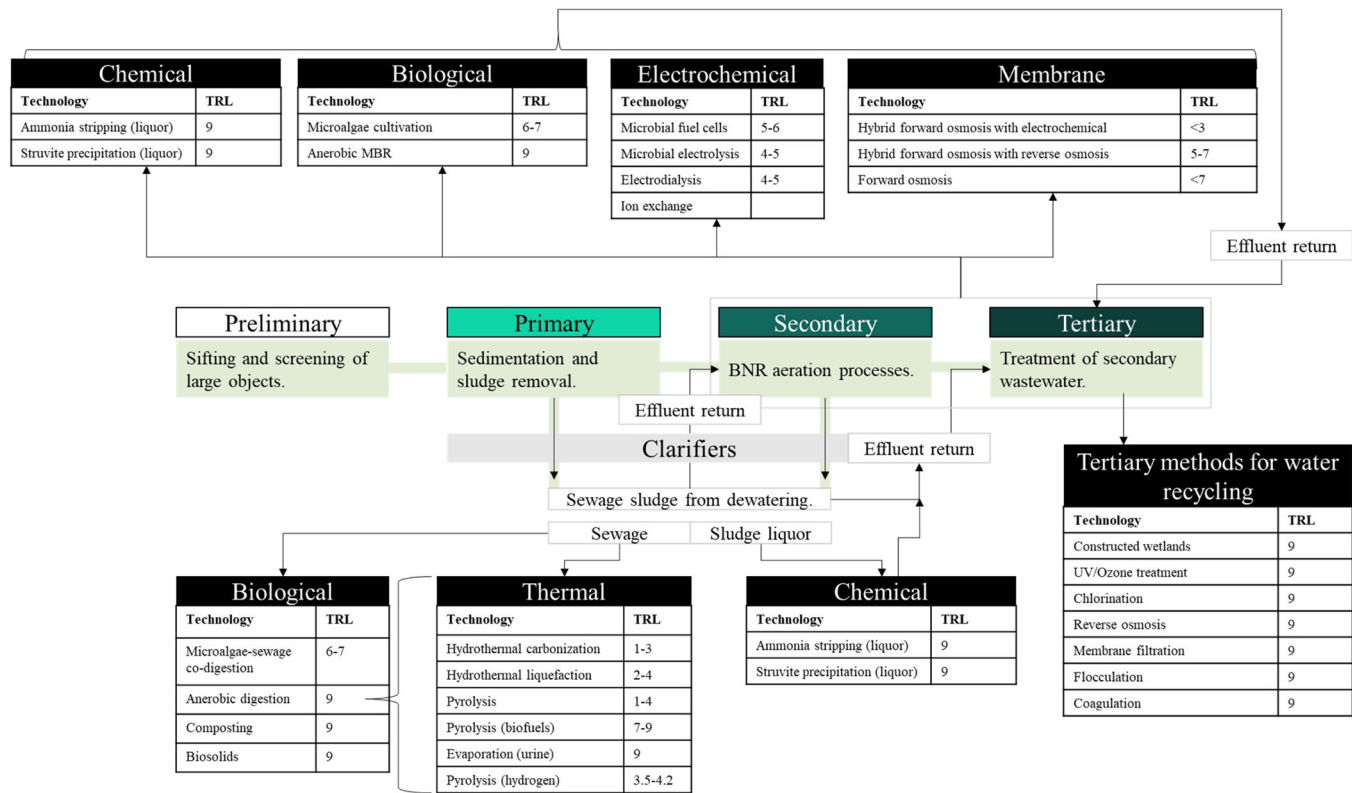 Chemical
Technology TRL
Ammonia stripping (liquor) 9
Struvite precipitation (liquor) 9
Biological
Technology TRL
Microalgae cultivation 6-7
Anerobic MBR 9
Electrochemical
Technology TRL
Microbial fuel cells 5-6
Microbial electrolysis 4-5
Electrodialysis 4-5
Ion exchange
Membrane
Technology TRL
Hybrid forward osmosis with electrochemical <3
Hybrid forward osmosis with reverse osmosis 5-7
Forward osmosis <7
Effluent return
Preliminary
Sifting and screening of
large objects.
Primary
Sedimentation and
sludge removal.
Secondary
BNR aeration processes.
Tertiary
Treatment of secondary
wastewater.
Effluent return
Clarifiers
Effluent return
Sewage sludge from dewatering.
Sewage
Sludge liquor
Biological
Technology TRL
Microalgae-sewage
co-digestion 6-7
Anerobic digestion 9
Composting 9
Biosolids 9
Thermal
Technology TRL
Hydrothermal carbonization 1-3
Hydrothermal liquefaction 2-4
Pyrolysis 1-4
Pyrolysis (biofuels) 7-9
Evaporation (urine) 9
Pyrolysis (hydrogen) 3.5-4.2
Chemical
Technology TRL
Ammonia stripping (liquor) 9
Struvite precipitation (liquor) 9
Tertiary methods for water
recycling
Technology TRL
Constructed wetlands 9
UV/Ozone treatment 9
Chlorination 9
Reverse osmosis 9
Membrane filtration 9
Flocculation 9
Coagulation 9